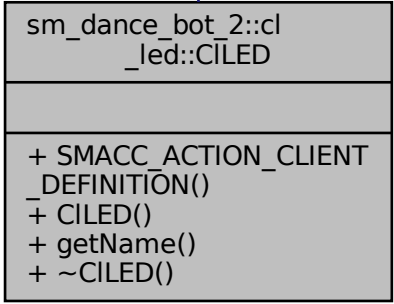 sm_dance_bot_2::cl
_led::ClLED
+ SMACC_ACTION_CLIENT
_DEFINITION()
+ ClLED()
+ getName()
+ ~ClLED()